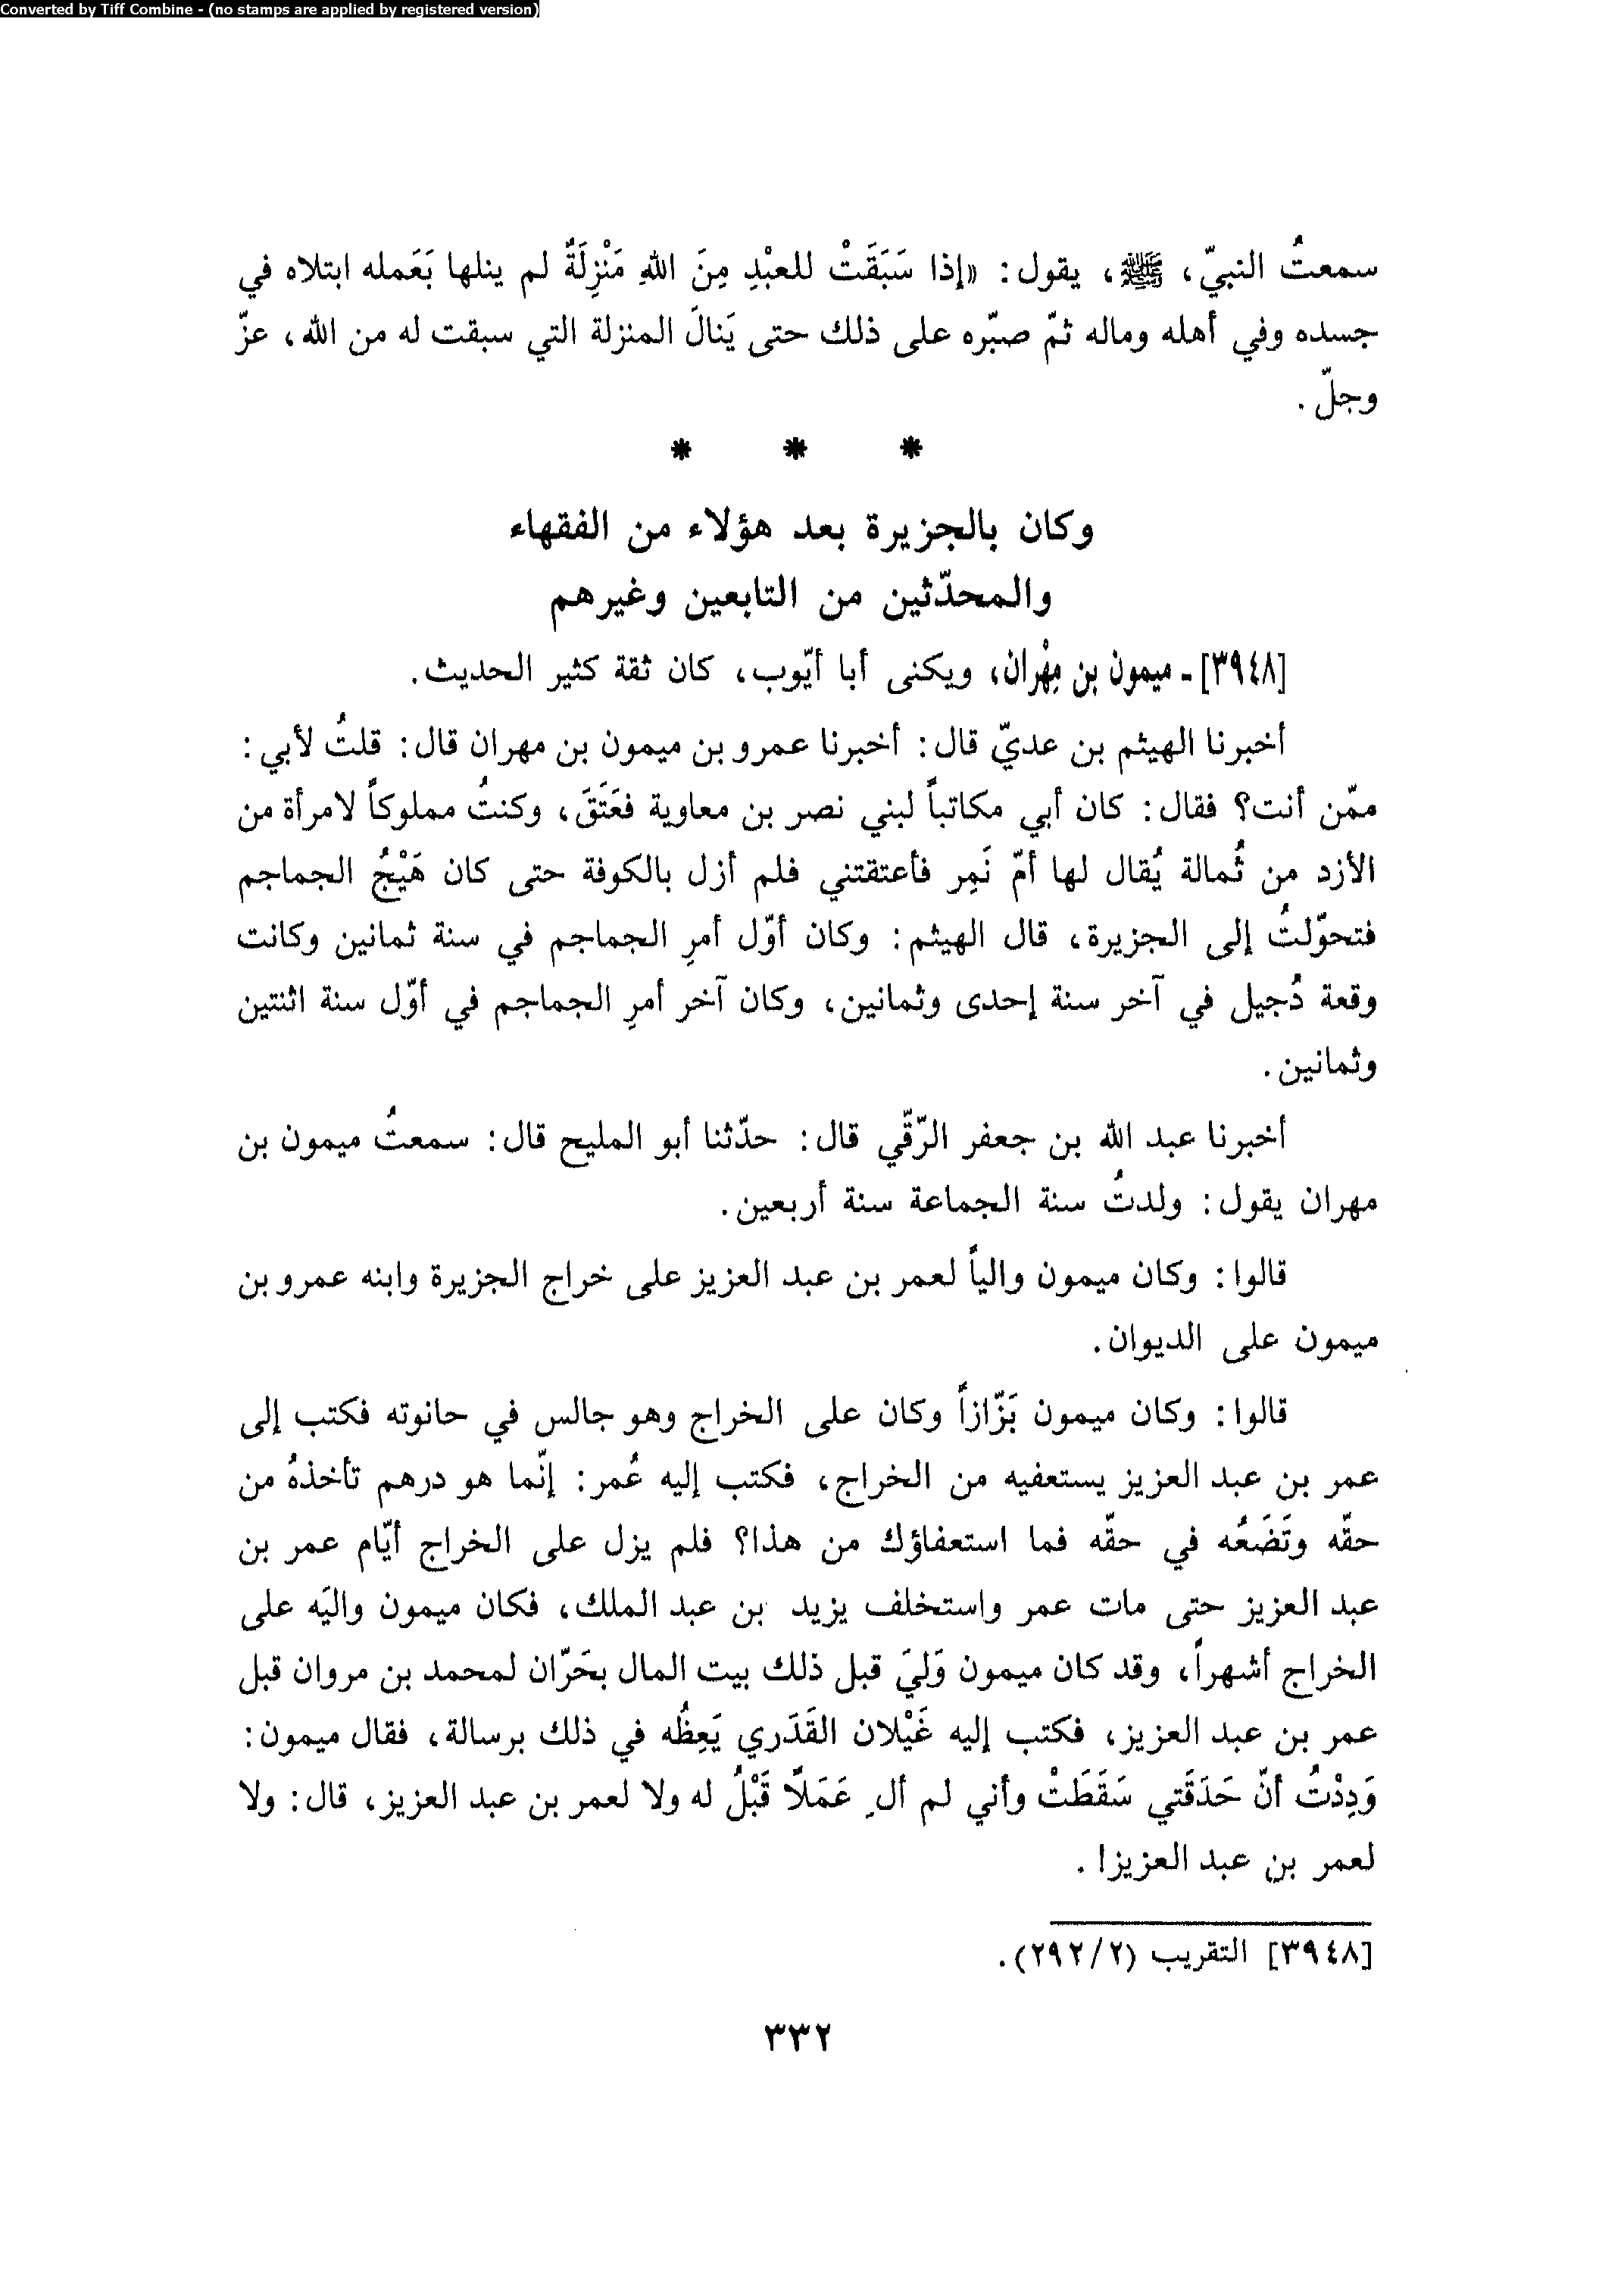 Converted by Tiff Combine - (no stamps are applied by registered version)
سمعتُ النبيّ، ﷺ، يقول: «إذا سَبَقَتْ للعبْدِ مِنَ اللهِ مَنْزِلَةٌ لم ينلها بَعَمله ابتلاه في
جسده وفي أهله وماله ثمّ صبّره على ذلك حتى يَنالَ المنزلة التي سبقت له من الله، عزّ
وجلّ.
* * *
وكان بالجزيرة بعد هؤلاء من الفقهاء
والمحدّثين من التابعين وغيرهم
[٣٩٤٨] - ميمون بن مِهْران، ويكنى أبا أيّوب، كان ثقة كثير الحديث.
أخبرنا الهيثم بن عديّ قال: أخبرنا عمرو بن ميمون بن مهران قال: قلتُ لأبي:
ممّن أنت؟ فقال: كان أبي مكاتباً لبني نصر بن معاوية فعَتَقَ، وكنتُ مملوكاً لامرأة من
الأزد من ثُمالة يُقال لها أمّ نَمِر فأعتقتني فلم أزل بالكوفة حتى كان هَيْجُ الجماجم
فتحوّلتُ إلى الجزيرة، قال الهيثم: وكان أوّل أمرِ الجماجم في سنة ثمانين وكانت
وقعة دُجيل في آخر سنة إحدى وثمانين، وكان آخر أمرِ الجماجم في أوّل سنة اثنتين
وثمانين.
أخبرنا عبد الله بن جعفر الرّقّي قال: حدّثنا أبو المليح قال: سمعتُ ميمون بن
مهران يقول: ولدتُ سنة الجماعة سنة أربعين.
قالوا: وكان ميمون والياً لعمر بن عبد العزيز على خراج الجزيرة وابنه عمرو بن
ميمون على الديوان.
قالوا: وكان ميمون بَزّازاً وكان على الخراج وهو جالس في حانوته فكتب إلى
عمر بن عبد العزيز يستعفيه من الخراج، فكتب إليه عُمر: إنّما هو درهم تأخذهُ من
حقّه وتَضَعُه في حقّه فما استعفاؤك من هذا؟ فلم يزل على الخراج أيّام عمر بن
عبد العزيز حتى مات عمر واستخلف يزيد بن عبد الملك، فكان ميمون واليَه على
الخراج أشهراً، وقد كان ميمون وَليَ قبل ذلك بيت المال بحَرّان لمحمد بن مروان قبل
عمر بن عبد العزيز، فكتب إليه غَيْلان القَدَري يَعِظُه في ذلك برسالة، فقال ميمون:
وَدِدْتُ أنّ حَدَقَتي سَقَطَتْ وأني لم ألِ عَمَلًا قَبْلُ له ولا لعمر بن عبد العزيز، قال: ولا
لعمر بن عبد العزيز!.
[٣٩٤٨] التقريب (٢٩٢/٢).
٣٣٢